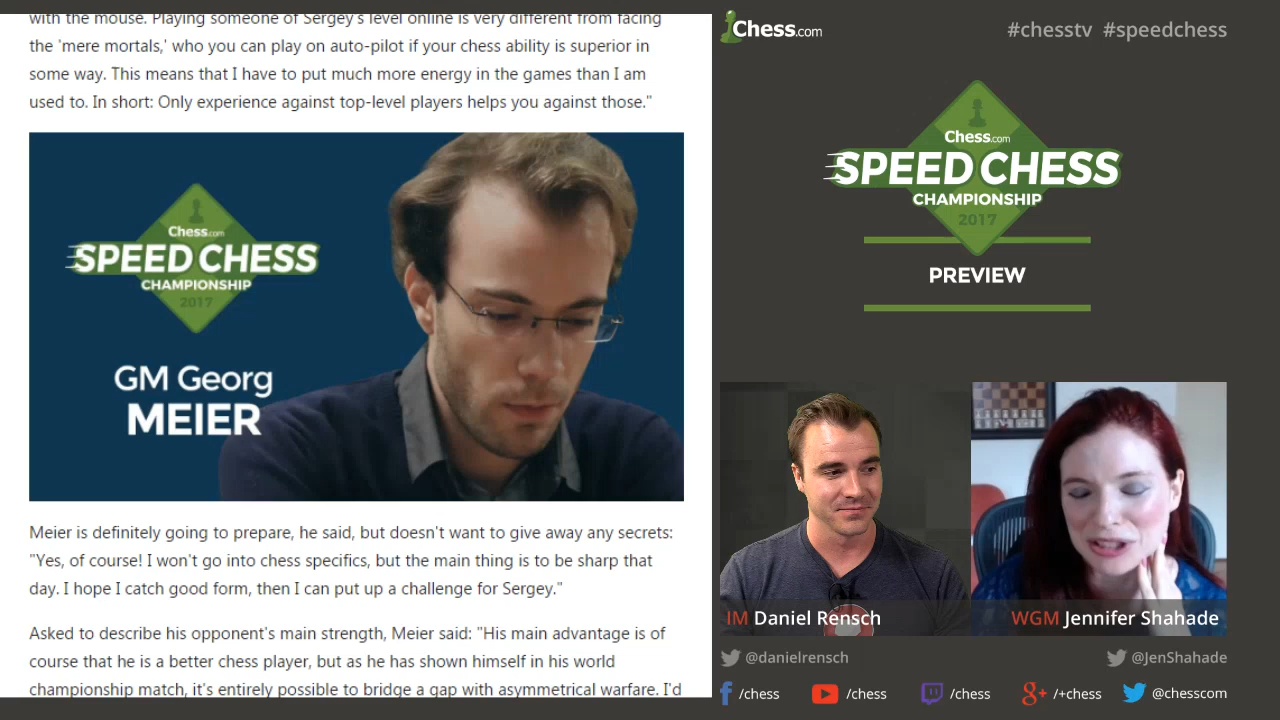 with the mouse. Playing someone of Sergey's level online is very different from facing
the 'mere mortals,' who you can play on auto-pilot if your chess ability is superior in
some way. This means that I have to put much more energy in the games than I am
used to. In short: Only experience against top-level players helps you against those."
Chess.com
SPEED CHESS
CHAMPIONSHIP
2017
GM Georg
MEIER
Meier is definitely going to prepare, he said, but doesn't want to give away any secrets:
"Yes, of course! I won't go into chess specifics, but the main thing is to be sharp that
day. I hope I catch good form, then I can put up a challenge for Sergey."
Asked to describe his opponent's main strength, Meier said: "His main advantage is of
course that he is a better chess player, but as he has shown himself in his world
championship match, it's entirely possible to bridge a gap with asymmetrical warfare. I'd
Chess.com
#chesstv #speedchess
Chess.com
SPEED CHESS
CHAMPIONSHIP
2017
PREVIEW
IM Daniel Rensch
WGM Jennifer Shahade
@danielrensch
@JenShahade
/chess
/chess
/chess
/+chess
@chesscom